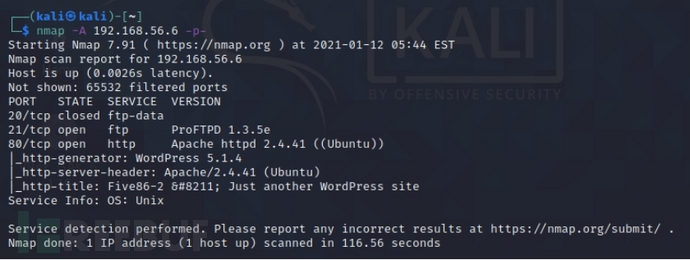 ┌──(kali㉿kali)-[~]
└─$ nmap -A 192.168.56.6 -p-
Starting Nmap 7.91 ( https://nmap.org ) at 2021-01-12 05:44 EST
Nmap scan report for 192.168.56.6
Host is up (0.0026s latency).
Not shown: 65532 filtered ports
PORT   STATE  SERVICE  VERSION
20/tcp closed ftp-data
21/tcp open   ftp      ProFTPD 1.3.5e
80/tcp open   http     Apache httpd 2.4.41 ((Ubuntu))
|_http-generator: WordPress 5.1.4
|_http-server-header: Apache/2.4.41 (Ubuntu)
|_http-title: Five86-2 &#8211; Just another WordPress site
Service Info: OS: Unix
Service detection performed. Please report any incorrect results at https://nmap.org/submit/ .
Nmap done: 1 IP address (1 host up) scanned in 116.56 seconds
KALI
BY OFFENSIVE SECURITY
REEBUF